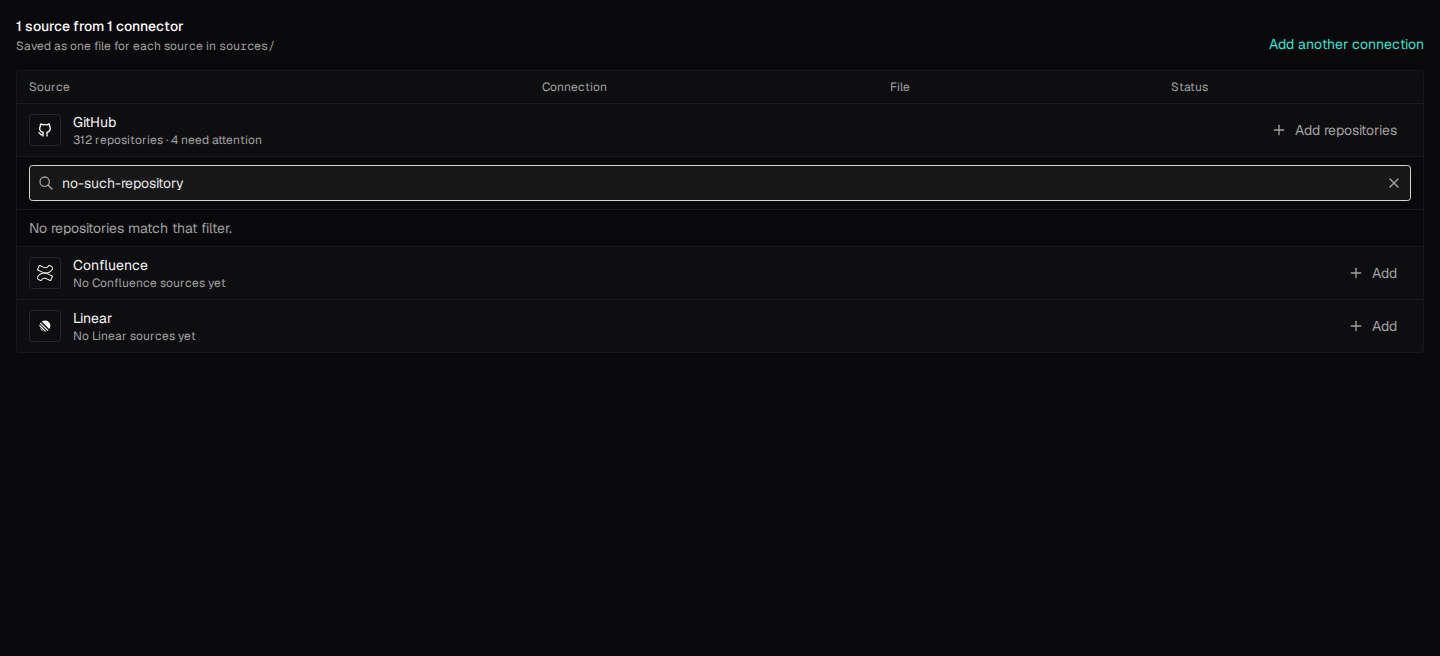 1 source from 1 connector
Saved as one file for each source in sources/
Add another connection
Source Connection File Status
GitHub
312 repositories · 4 need attention
Add repositories
no-such-repository
No repositories match that filter.
Confluence
No Confluence sources yet
Add
Linear
No Linear sources yet
Add